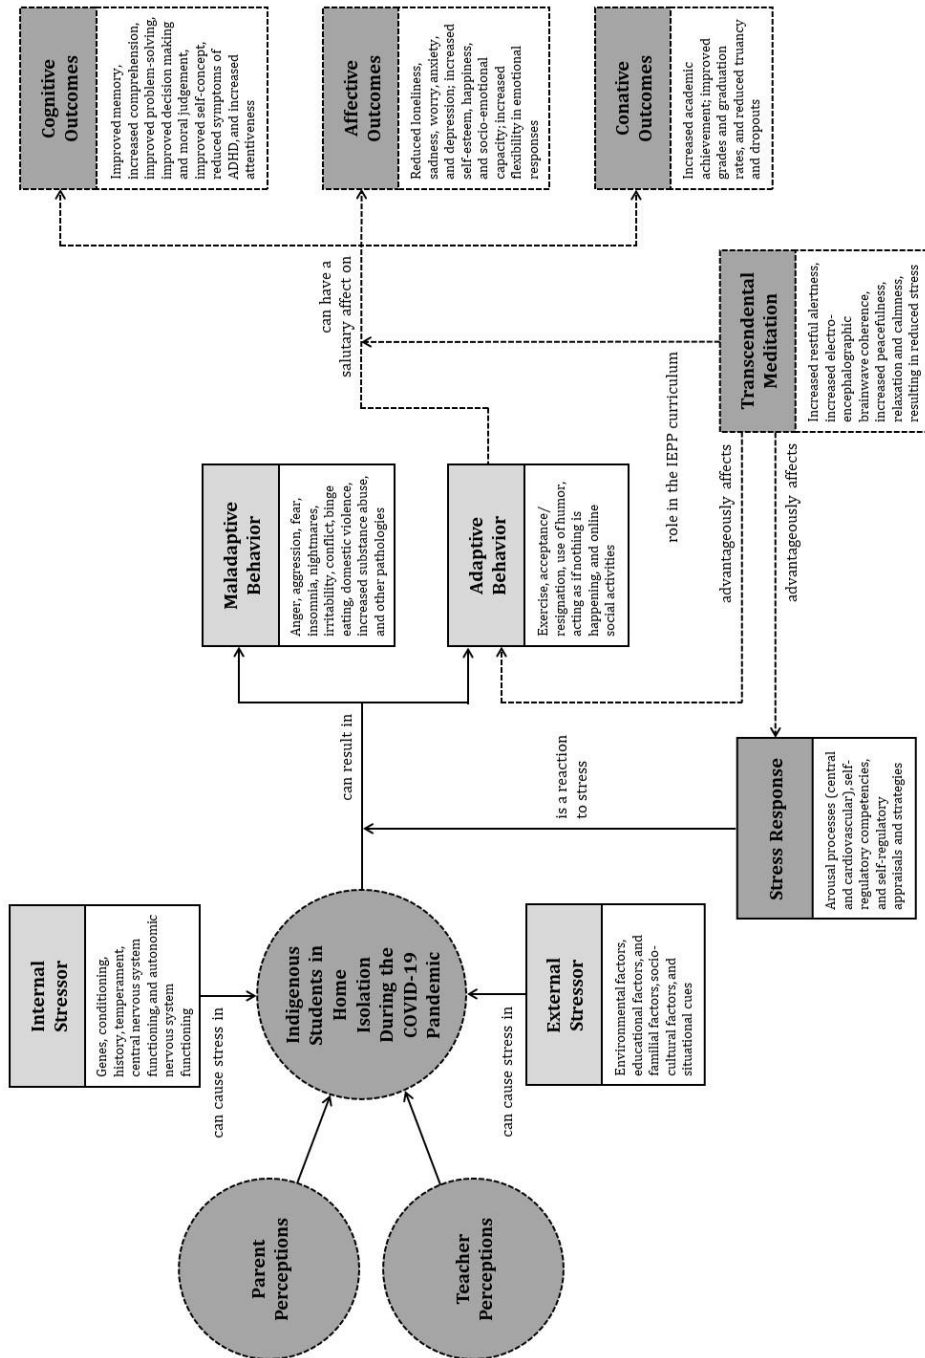 Parent
Perceptions
Teacher
Perceptions
Internal
Stressor
Genes, conditioning,
history, temperament,
central nervous system
functioning, and autonomic
nervous system
functioning
can cause stress in
Indigenous
Students in
Home
Isolation
During the
COVID-19
Pandemic
can cause stress in
External
Stressor
Environmental factors,
educational factors, and
familial factors, socio-
cultural factors, and
situational cues
Stress Response
Arousal processes (central
and cardiovascular), self-
regulatory competencies,
and self-regulatory
appraisals and strategies
is a reaction
to stress
can result in
Maladaptive
Behavior
Anger, aggression, fear,
insomnia, nightmares,
irritability, conflict, binge
eating, domestic violence,
increased substance abuse,
and other pathologies
Adaptive
Behavior
Exercise, acceptance/
resignation, use of humor,
acting as if nothing is
happening, and online
social activities
advantageously affects
advantageously affects
role in the IEPP curriculum
Transcendental
Meditation
Increased restful alertness,
increased electro-
encephalographic
brainwave coherence,
increased peacefulness,
relaxation and calmness,
resulting in reduced stress
can have a
salutary affect on
Cognitive
Outcomes
Improved memory,
increased comprehension,
improved problem-solving,
improved decision making
and moral judgement,
improved self-concept,
reduced symptoms of
ADHD, and increased
attentiveness
Affective
Outcomes
Reduced loneliness,
sadness, worry, anxiety,
and depression; increased
self-esteem, happiness,
and socio-emotional
capacity; increased
flexibility in emotional
responses
Conative
Outcomes
Increased academic
achievement; improved
grades and graduation
rates, and reduced truancy
and dropouts